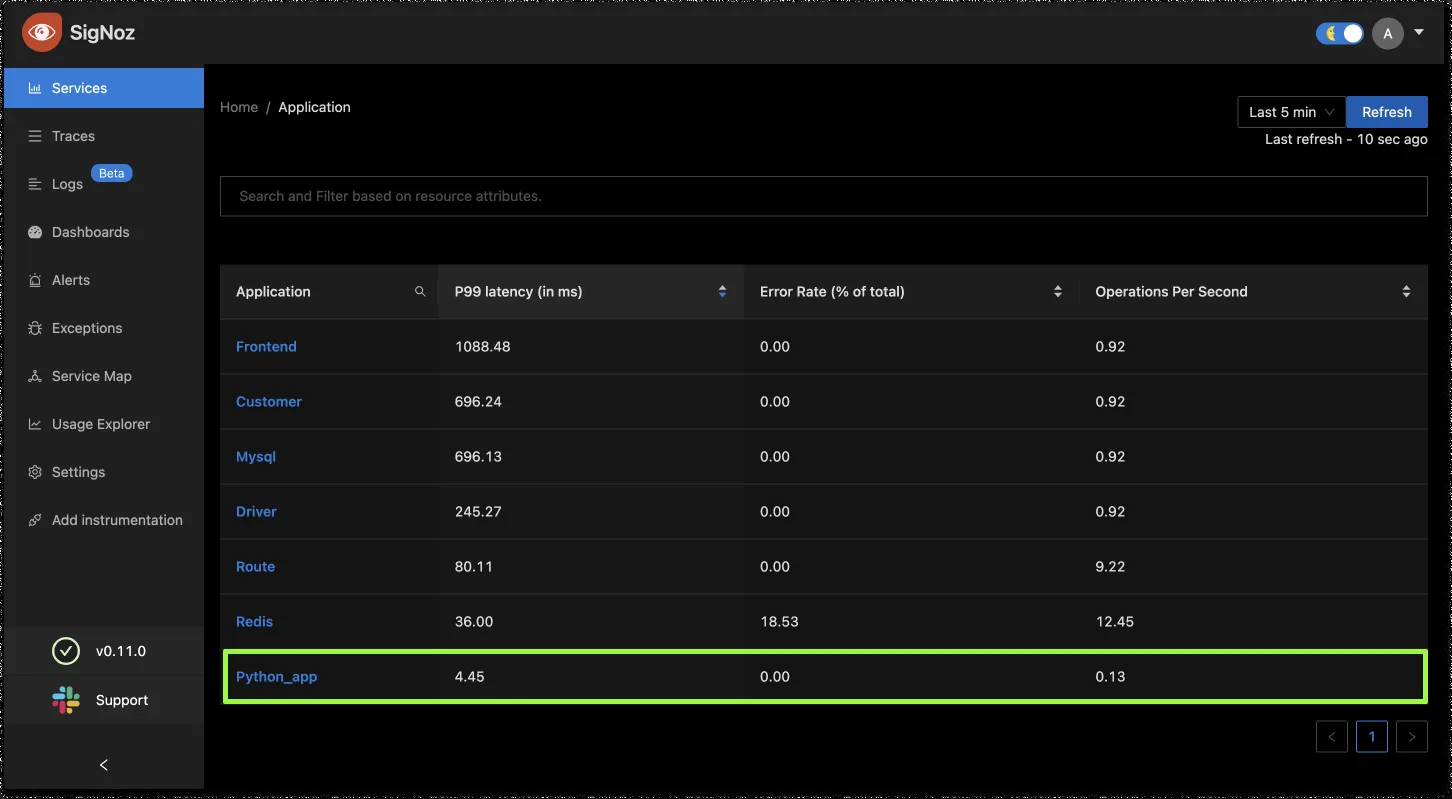 SigNoz
A
Services
Traces
Logs Beta
Dashboards
Alerts
Exceptions
Service Map
Usage Explorer
Settings
Add instrumentation
v0.11.0
Support
Home / Application
Last 5 min Refresh
Last refresh - 10 sec ago
Search and Filter based on resource attributes.
Application P99 latency (in ms) Error Rate (% of total) Operations Per Second
Frontend 1088.48 0.00 0.92
Customer 696.24 0.00 0.92
Mysql 696.13 0.00 0.92
Driver 245.27 0.00 0.92
Route 80.11 0.00 9.22
Redis 36.00 18.53 12.45
Python_app 4.45 0.00 0.13
< 1 >